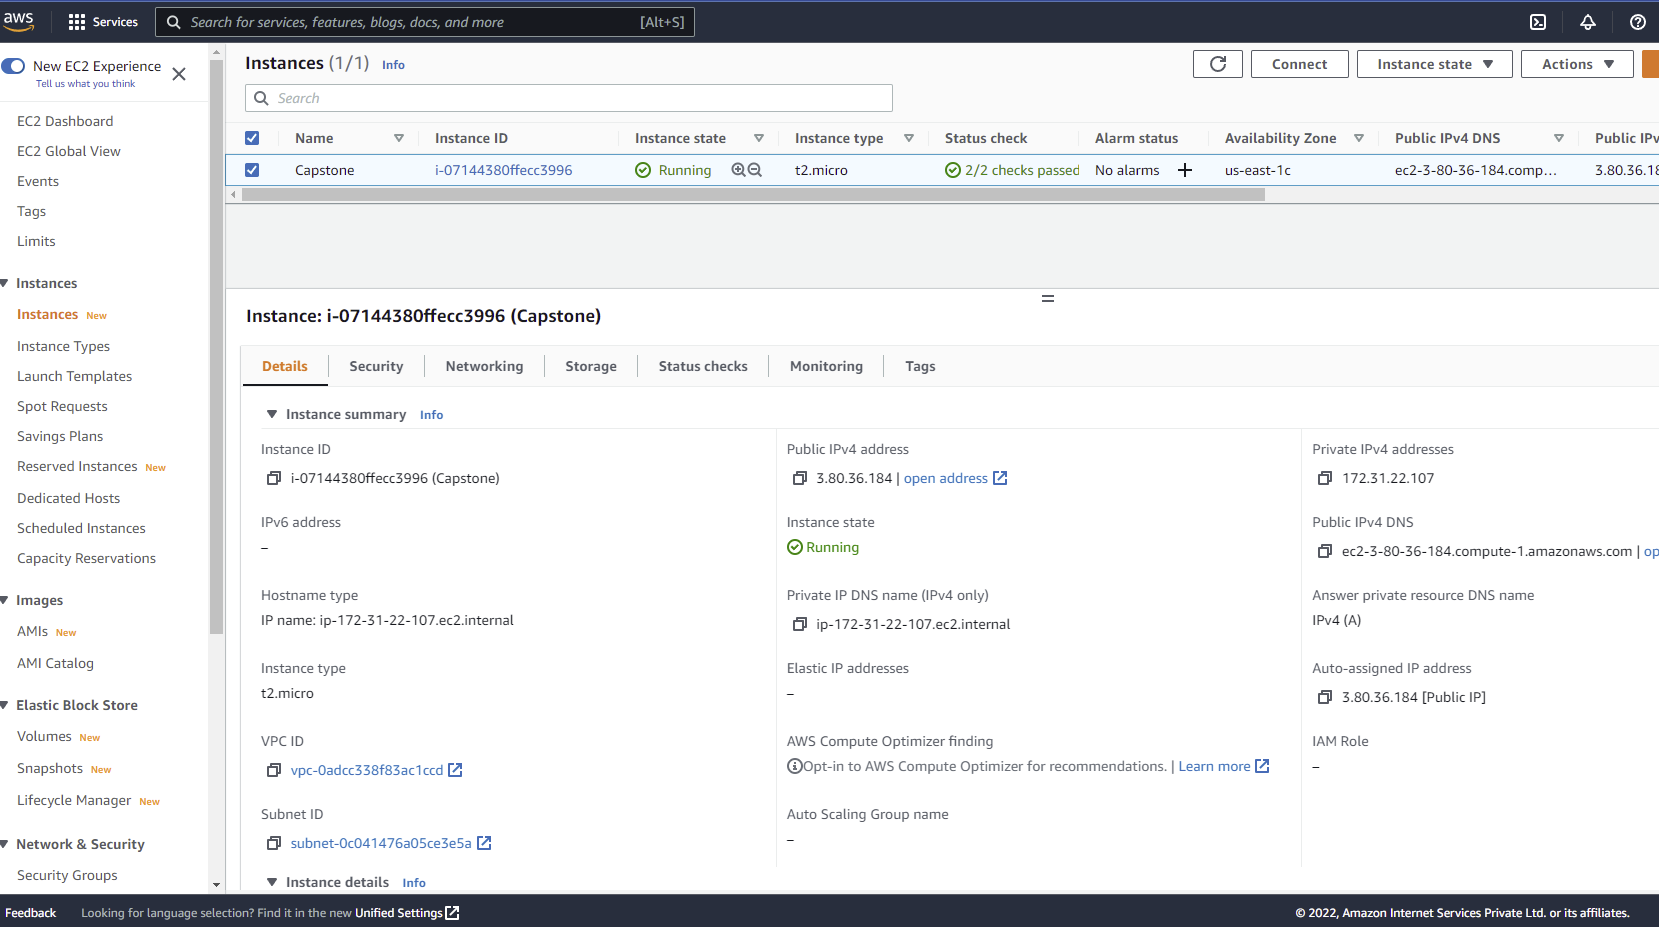 aws Services Search for services, features, blogs, docs, and more [Alt+S]
New EC2 Experience
Tell us what you think
EC2 Dashboard
EC2 Global View
Events
Tags
Limits
Instances
Instances New
Instance Types
Launch Templates
Spot Requests
Savings Plans
Reserved Instances New
Dedicated Hosts
Scheduled Instances
Capacity Reservations
Images
AMIs New
AMI Catalog
Elastic Block Store
Volumes New
Snapshots New
Lifecycle Manager New
Network & Security
Security Groups
Instances (1/1) Info
Connect Instance state Actions
Search
Name Instance ID Instance state Instance type Status check Alarm status Availability Zone Public IPv4 DNS Public IPv
Capstone i-07144380ffecc3996 Running t2.micro 2/2 checks passed No alarms + us-east-1c ec2-3-80-36-184.comp... 3.80.36.18
Instance: i-07144380ffecc3996 (Capstone)
Details Security Networking Storage Status checks Monitoring Tags
Instance summary Info
Instance ID
i-07144380ffecc3996 (Capstone)
Public IPv4 address
3.80.36.184 | open address
Private IPv4 addresses
172.31.22.107
IPv6 address
–
Instance state
Running
Public IPv4 DNS
ec2-3-80-36-184.compute-1.amazonaws.com | op
Hostname type
IP name: ip-172-31-22-107.ec2.internal
Private IP DNS name (IPv4 only)
ip-172-31-22-107.ec2.internal
Answer private resource DNS name
IPv4 (A)
Instance type
t2.micro
Elastic IP addresses
–
Auto-assigned IP address
3.80.36.184 [Public IP]
VPC ID
vpc-0adcc338f83ac1ccd
AWS Compute Optimizer finding
Opt-in to AWS Compute Optimizer for recommendations. | Learn more
IAM Role
–
Subnet ID
subnet-0c041476a05ce3e5a
Auto Scaling Group name
–
Instance details Info
Feedback Looking for language selection? Find it in the new Unified Settings
© 2022, Amazon Internet Services Private Ltd. or its affiliates.